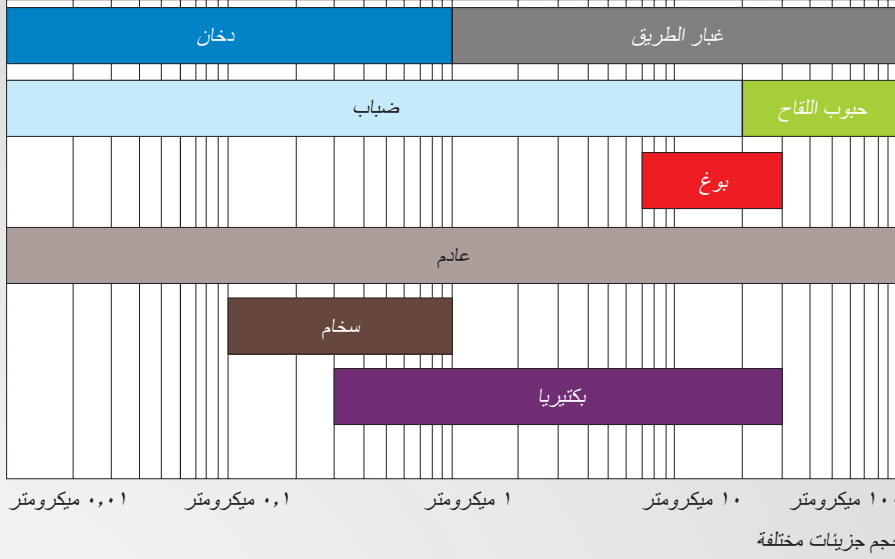 دخان
غبار الطريق
ضباب
حبوب اللقاح
بوغ
عادم
سخام
بكتيريا
٠,٠١ ميكرومتر
٠,١ ميكرومتر
١ ميكرومتر
١٠ ميكرومتر
ميكرومتر
جزيئات مختلفة